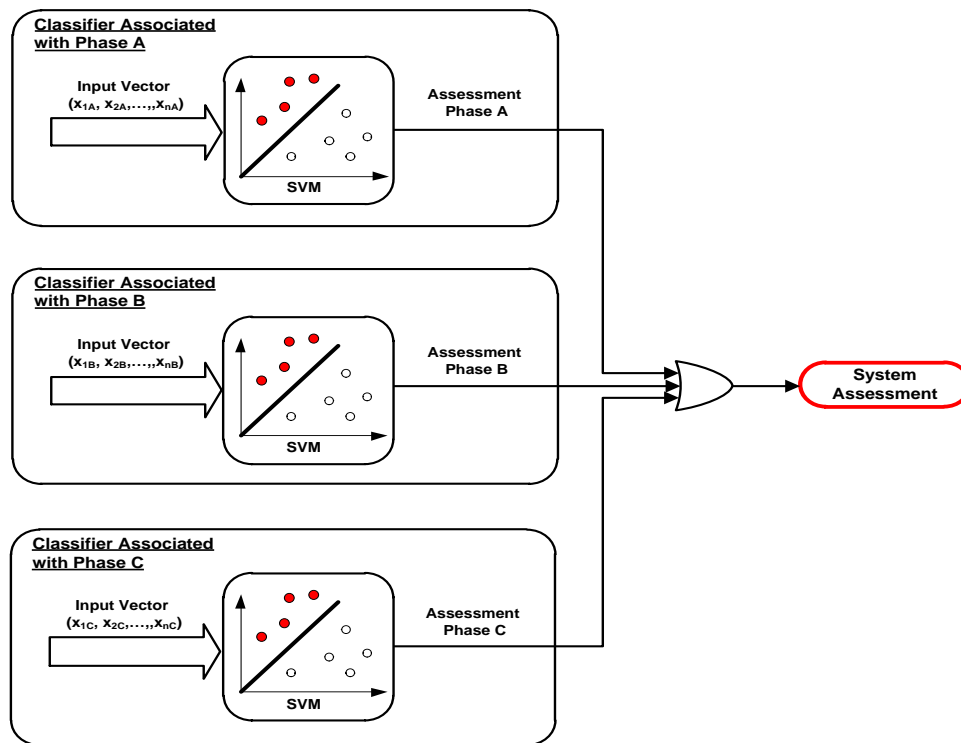 Classifier Associated
with Phase A
Input Vector
(x1A, x2A,...,,xnA)
SVM
Assessment
Phase A
Classifier Associated
with Phase B
Input Vector
(x1B, x2B,...,,xnB)
SVM
Assessment
Phase B
System
Assessment
Classifier Associated
with Phase C
Input Vector
(x1C, x2C,...,,xnC)
SVM
Assessment
Phase C